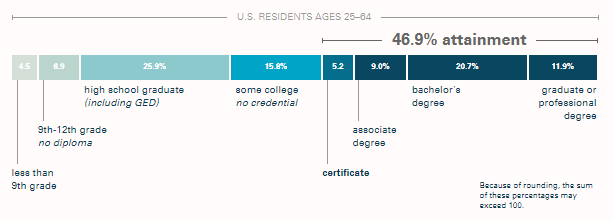 U.S. RESIDENTS AGES 25–64
46.9% attainment
4.5 6.9 25.9% 15.8% 5.2 9.0% 20.7% 11.9%
high school graduate
(including GED)
some college
no credential
bachelor's
degree
graduate or
professional
degree
9th-12th grade
no diploma
associate
degree
less than
9th grade
certificate
Because of rounding, the sum
of these percentages may
exceed 100.